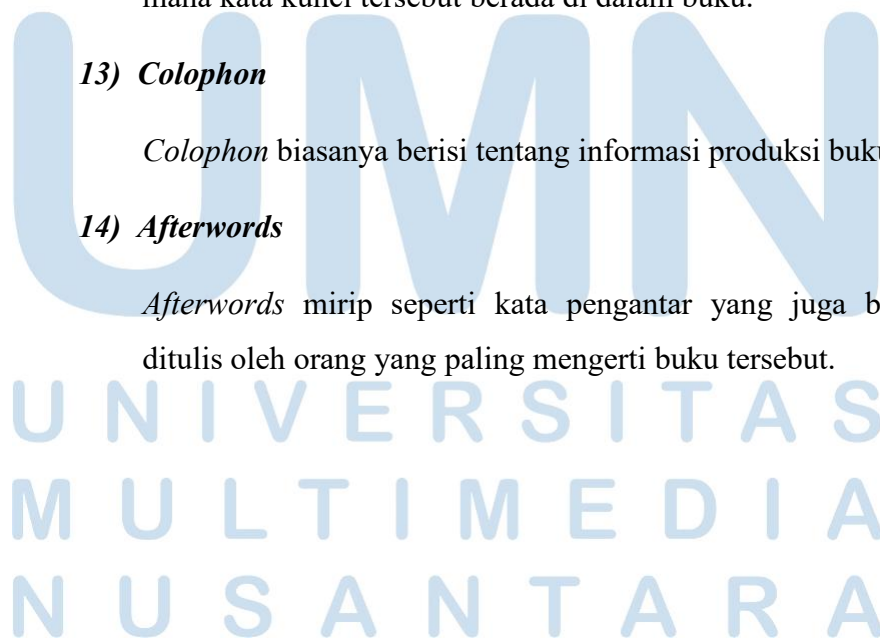 mana kata kunci tersebut berada di dalam buku.
13) Colophon
Colophon biasanya berisi tentang informasi produksi buku
14) Afterwords
Afterwords mirip seperti kata pengantar yang juga b
ditulis oleh orang yang paling mengerti buku tersebut.
UMN
UNIVERSITAS
MULTIMEDIA
NUSANTARA